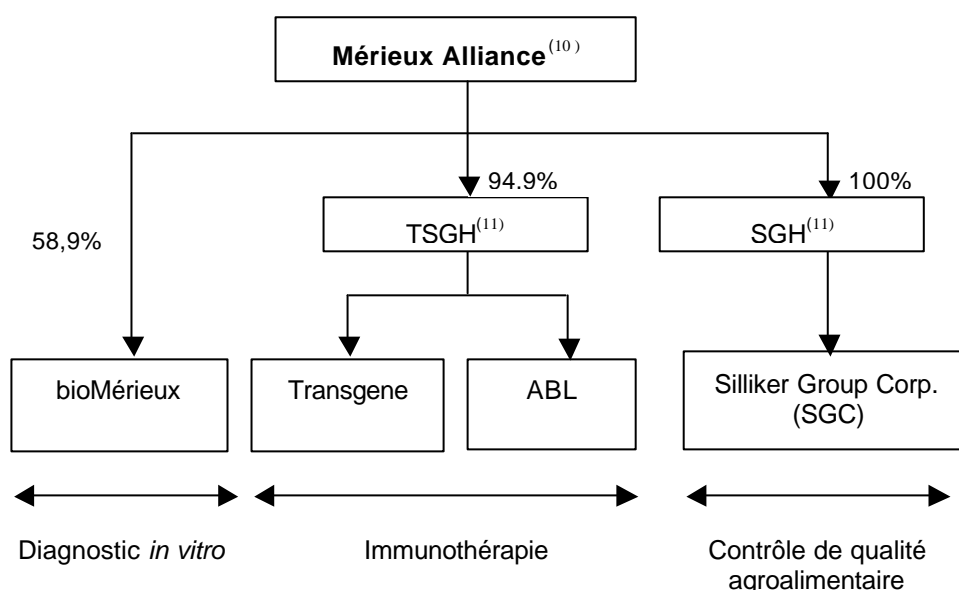 Mérieux Alliance (10 )
94.9%
100%
58,9%
TSGH(11)
SGH(11)
bioMérieux
Transgene
ABL
Silliker Group Corp.
(SGC)
Diagnostic in vitro
Immunothérapie
Contrôle de qualité
agroalimentaire